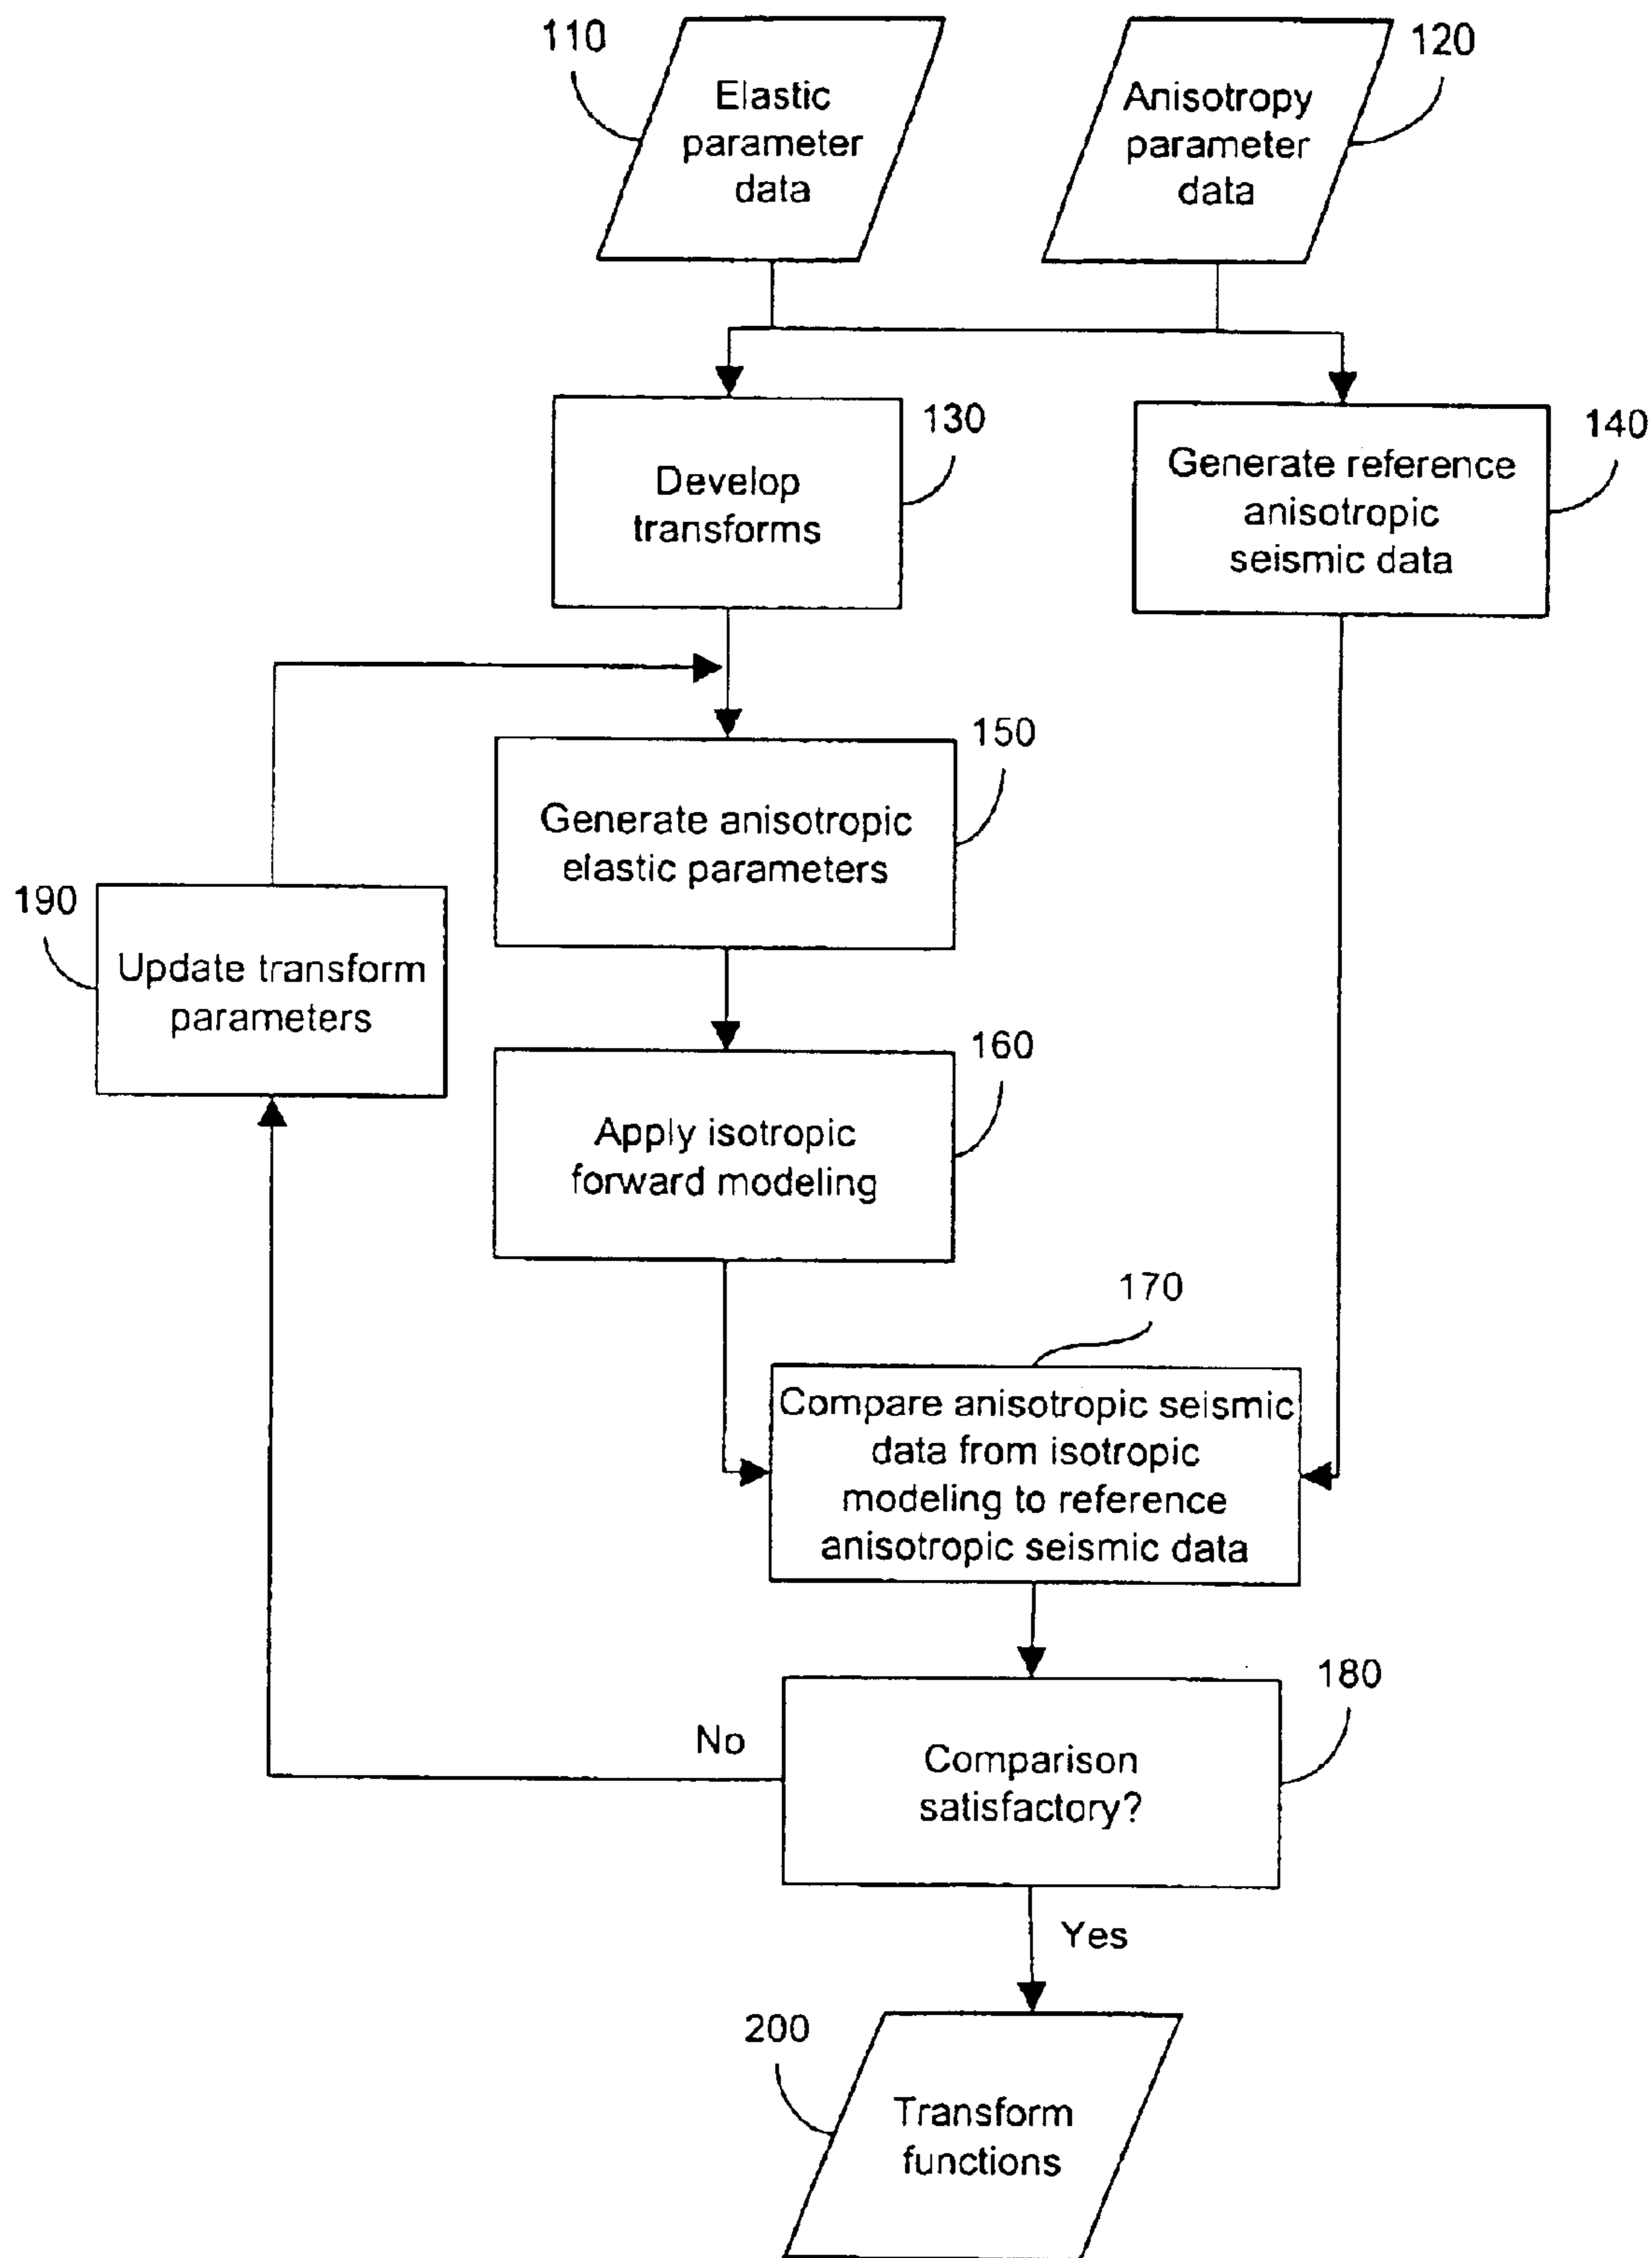 110
Elastic
parameter
data
120
Anisotropy
parameter
data
130
Develop
transforms
140
Generate reference
anisotropic
seismic data
150
Generate anisotropic
elastic parameters
190
Update transform
parameters
160
Apply isotropic
forward modeling
170
Compare anisotropic seismic
data from isotropic
modeling to reference
anisotropic seismic data
180
No
Comparison
satisfactory?
Yes
200
Transform
functions